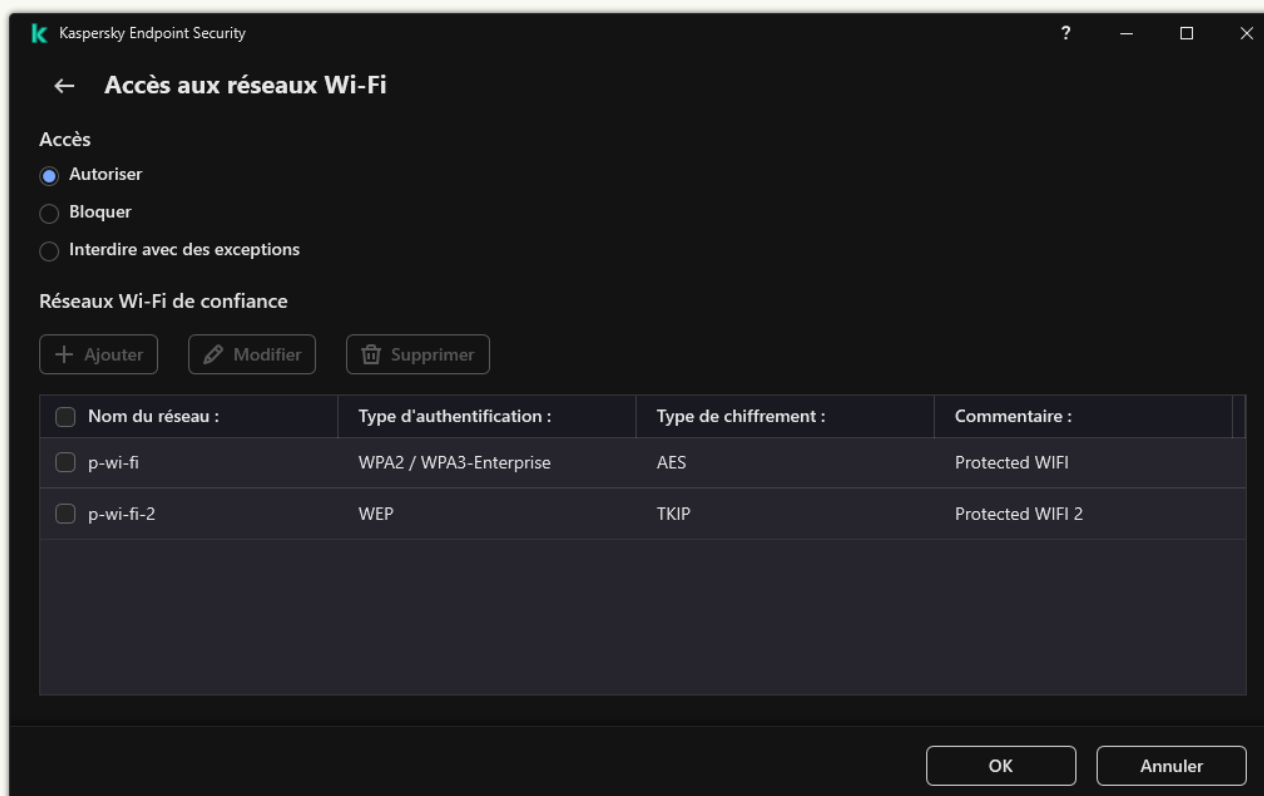 Kaspersky Endpoint Security ?
Accès aux réseaux Wi-Fi
Accès
Autoriser
Bloquer
Interdire avec des exceptions
Réseaux Wi-Fi de confiance
Ajouter Modifier Supprimer
Nom du réseau : Type d'authentification : Type de chiffrement : Commentaire :
p-wi-fi WPA2 / WPA3-Enterprise AES Protected WIFI
p-wi-fi-2 WEP TKIP Protected WIFI 2
OK Annuler